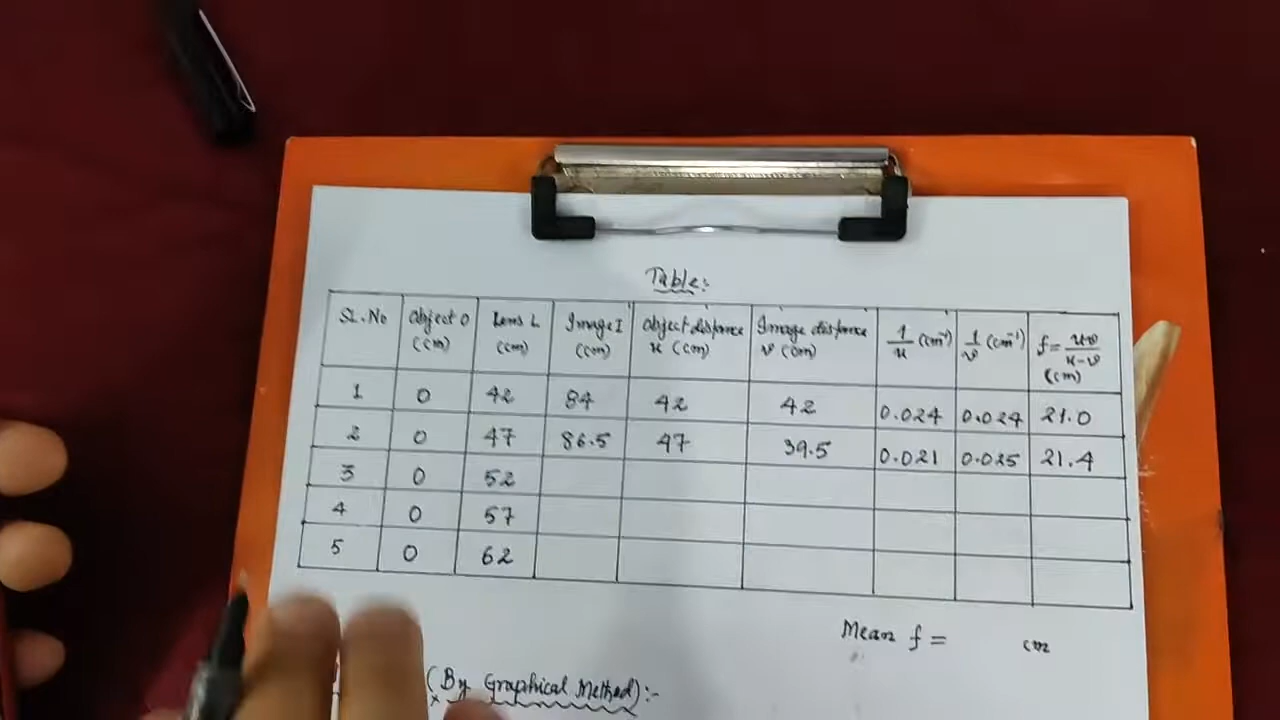 Table:
SL.No Object O (cm) Lens L (cm) Image I (cm) Object distance u (cm) Image distance v (cm) 1/u (cm⁻¹) 1/v (cm⁻¹) f = uv/u-v (cm)
1 0 42 84 42 42 0.024 0.024 21.0
2 0 47 86.5 47 39.5 0.021 0.025 21.4
3 0 52
4 0 57
5 0 62
Mean f = cm
(By Graphical Method):-